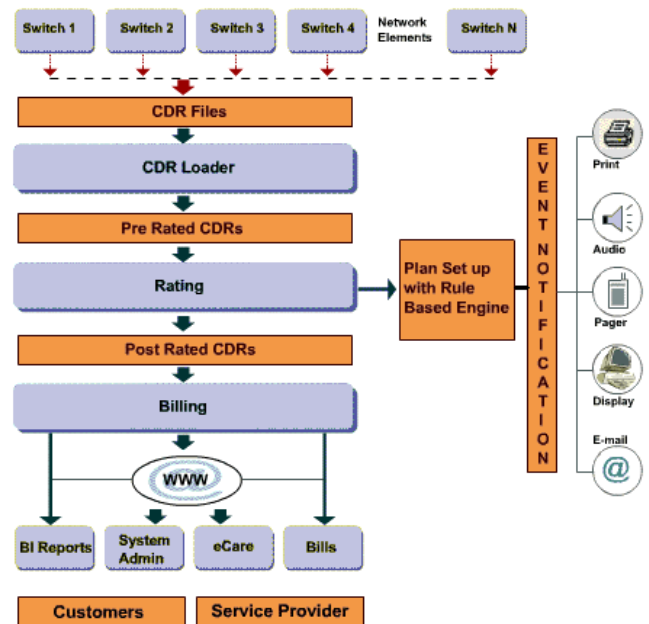 Switch 1
Switch 2
Switch 3
Switch 4
Network
Elements
Switch N
CDR Files
CDR Loader
Pre Rated CDRs
Rating
Plan Set up
with Rule
Based Engine
Post Rated CDRs
Billing
WWW
BI Reports
System
Admin
eCare
Bills
Customers
Service Provider
EVENT NOTIFICATION
Print
Audio
Pager
Display
E-mail
@